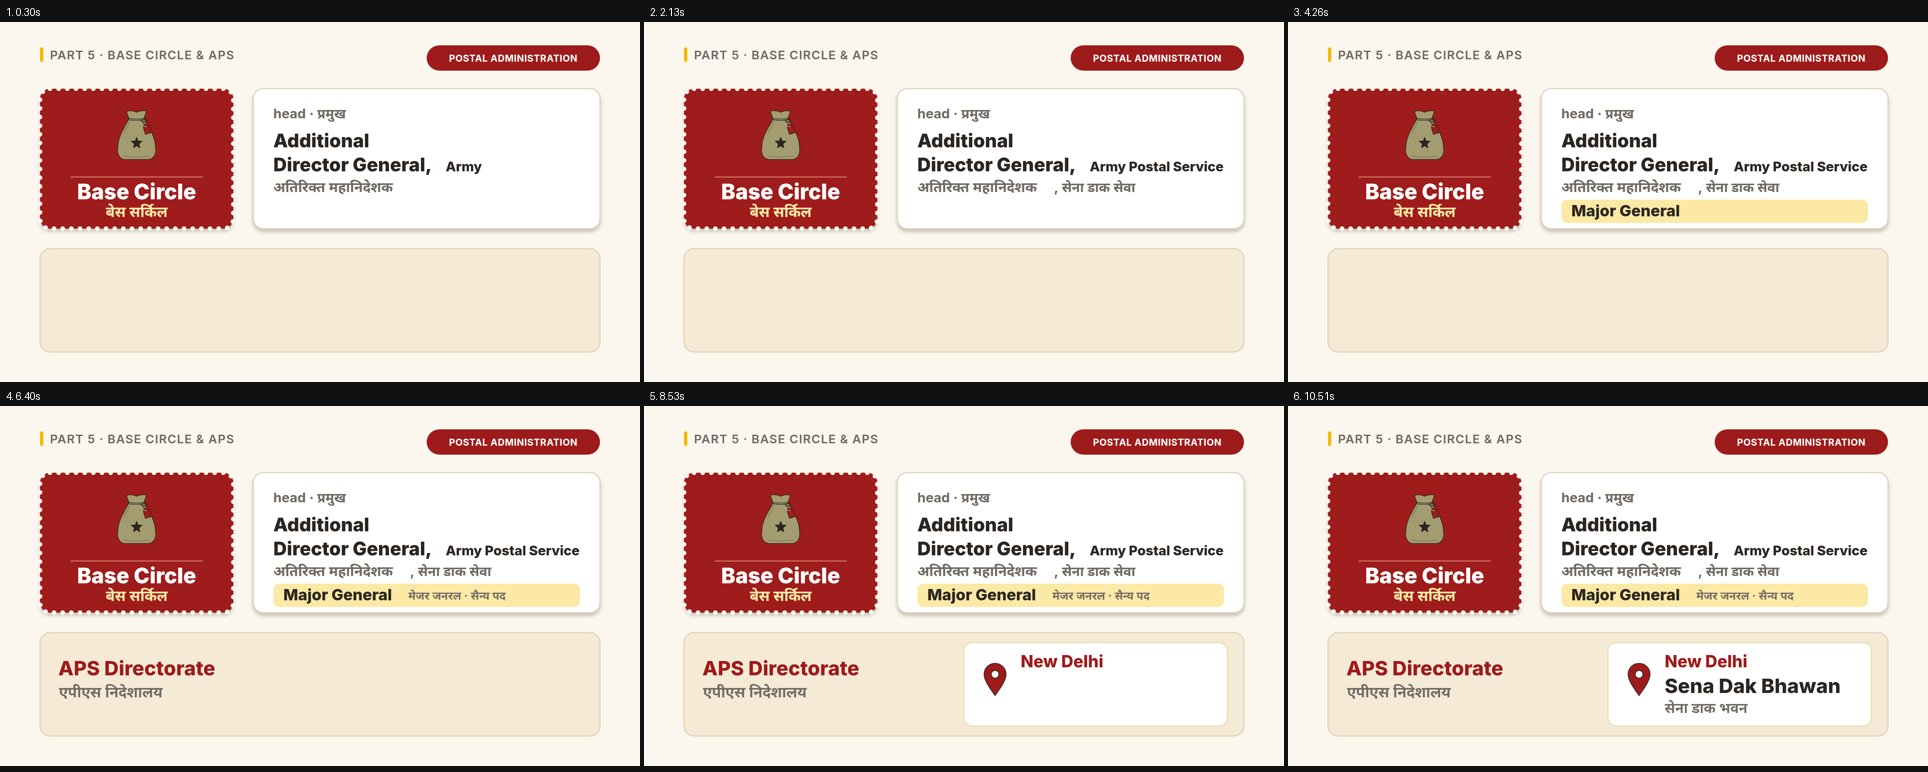 1. 0.30s
PART 5 · BASE CIRCLE & APS
POSTAL ADMINISTRATION
Base Circle
बेस सर्किल
head · प्रमुख
Additional
Director General, Army
अतिरिक्त महानिदेशक
2. 2.13s
PART 5 · BASE CIRCLE & APS
POSTAL ADMINISTRATION
Base Circle
बेस सर्किल
head · प्रमुख
Additional
Director General, Army Postal Service
अतिरिक्त महानिदेशक , सेना डाक सेवा
3. 4.26s
PART 5 · BASE CIRCLE & APS
POSTAL ADMINISTRATION
Base Circle
बेस सर्किल
head · प्रमुख
Additional
Director General, Army Postal Service
अतिरिक्त महानिदेशक , सेना डाक सेवा
Major General
4. 6.40s
PART 5 · BASE CIRCLE & APS
POSTAL ADMINISTRATION
Base Circle
बेस सर्किल
head · प्रमुख
Additional
Director General, Army Postal Service
अतिरिक्त महानिदेशक , सेना डाक सेवा
Major General मेजर जनरल · सैन्य पद
APS Directorate
एपीएस निदेशालय
5. 8.53s
PART 5 · BASE CIRCLE & APS
POSTAL ADMINISTRATION
Base Circle
बेस सर्किल
head · प्रमुख
Additional
Director General, Army Postal Service
अतिरिक्त महानिदेशक , सेना डाक सेवा
Major General मेजर जनरल · सैन्य पद
APS Directorate
एपीएस निदेशालय
New Delhi
6. 10.51s
PART 5 · BASE CIRCLE & APS
POSTAL ADMINISTRATION
Base Circle
बेस सर्किल
head · प्रमुख
Additional
Director General, Army Postal Service
अतिरिक्त महानिदेशक , सेना डाक सेवा
Major General मेजर जनरल · सैन्य पद
APS Directorate
एपीएस निदेशालय
New Delhi
Sena Dak Bhawan
सेना डाक भवन